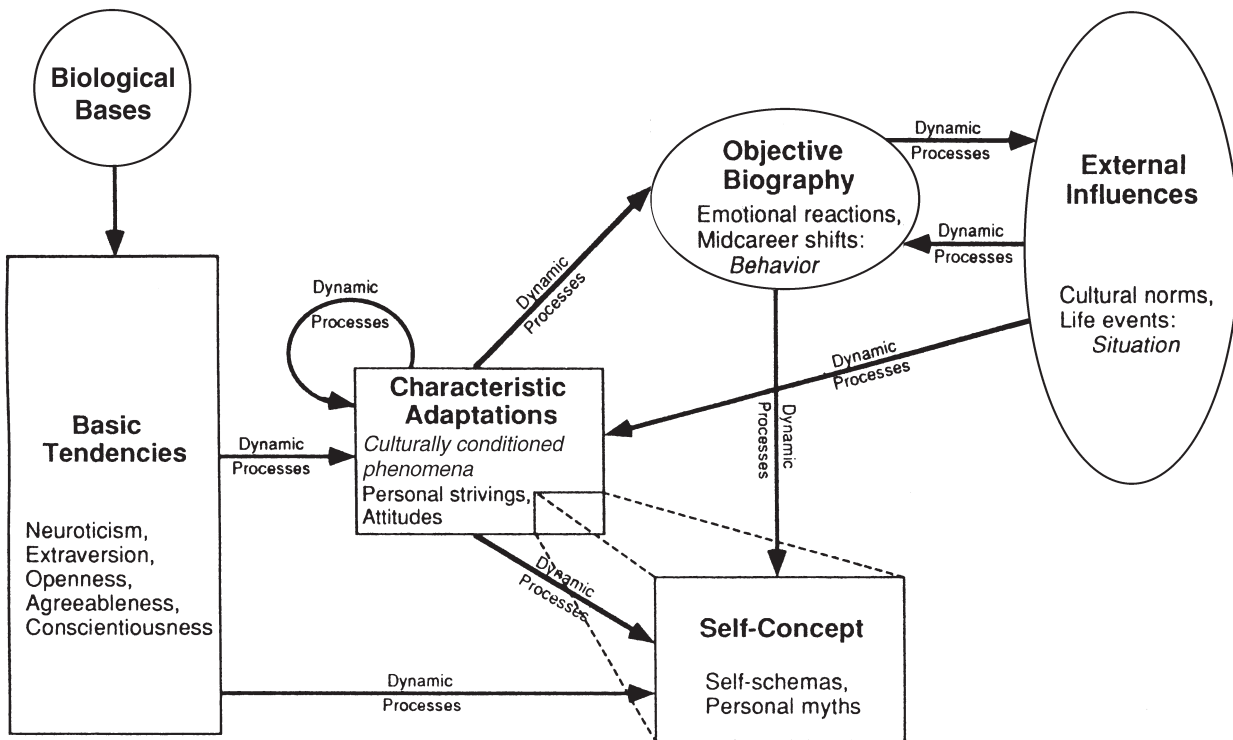 Biological
Bases
Basic
Tendencies
Neuroticism,
Extraversion,
Openness,
Agreeableness,
Conscientiousness
Dynamic
Processes
Dynamic
Processes
Dynamic
Processes
Characteristic
Adaptations
Culturally conditioned
phenomena
Personal strivings,
Attitudes
Dynamic
Processes
Dynamic
Processes
Objective
Biography
Emotional reactions,
Midcareer shifts:
Behavior
Dynamic
Processes
Dynamic
Processes
External
Influences
Cultural norms,
Life events:
Situation
Dynamic
Processes
Dynamic
Processes
Self-Concept
Self-schemas,
Personal myths